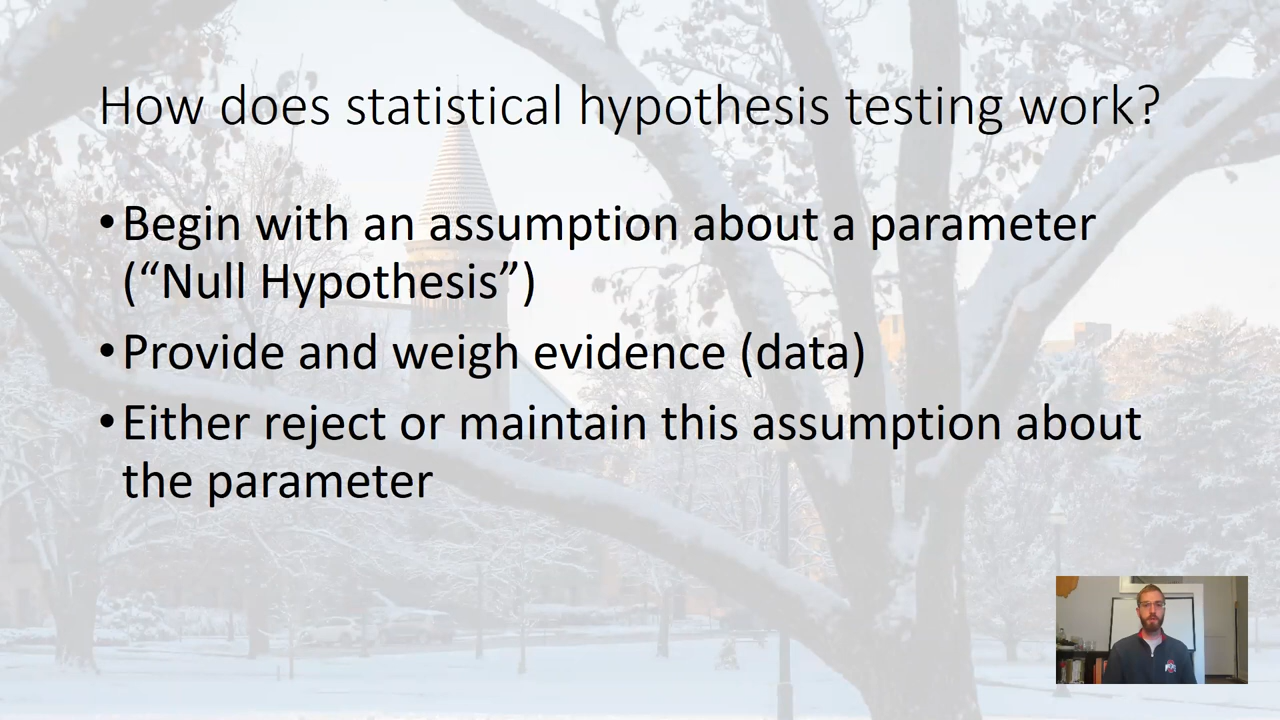 How does statistical hypothesis testing work?
•Begin with an assumption about a parameter
(“Null Hypothesis”)
•Provide and weigh evidence (data)
•Either reject or maintain this assumption about
the parameter